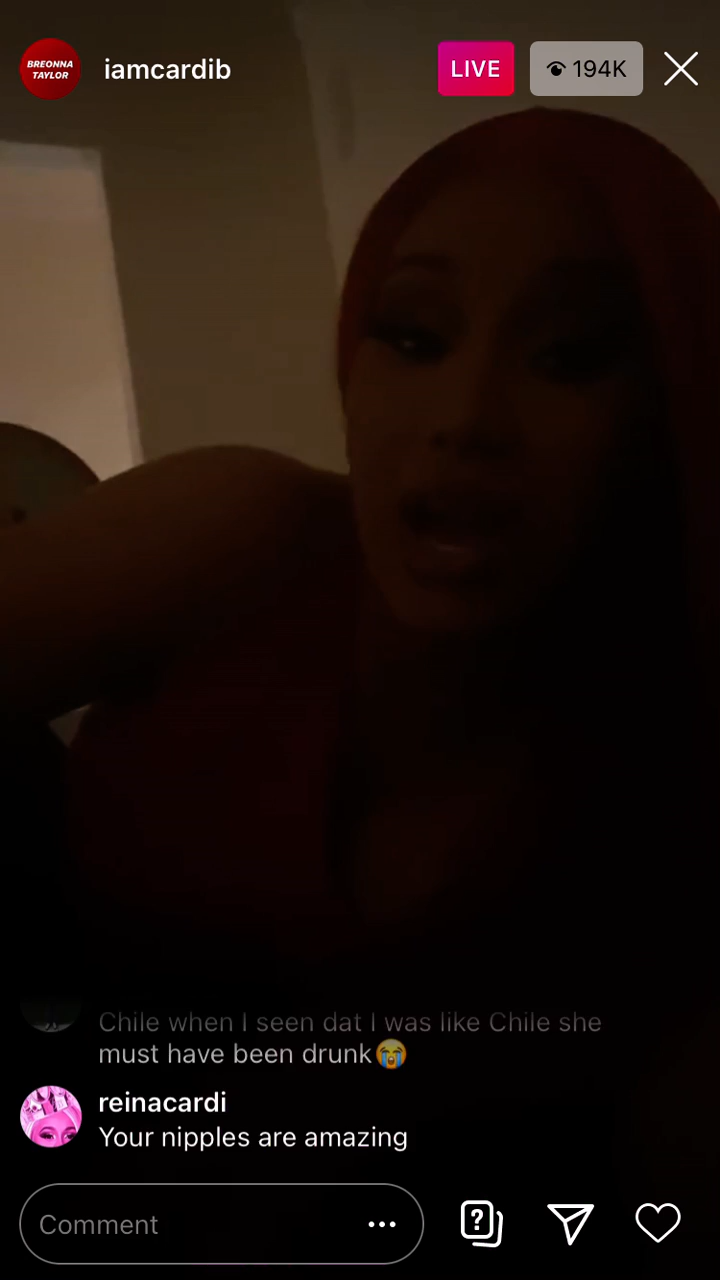 BREONNA
TAYLOR
iamcardib
LIVE
194K
Chile when I seen dat I was like Chile she
must have been drunk😭
reinacardi
Your nipples are amazing
Comment